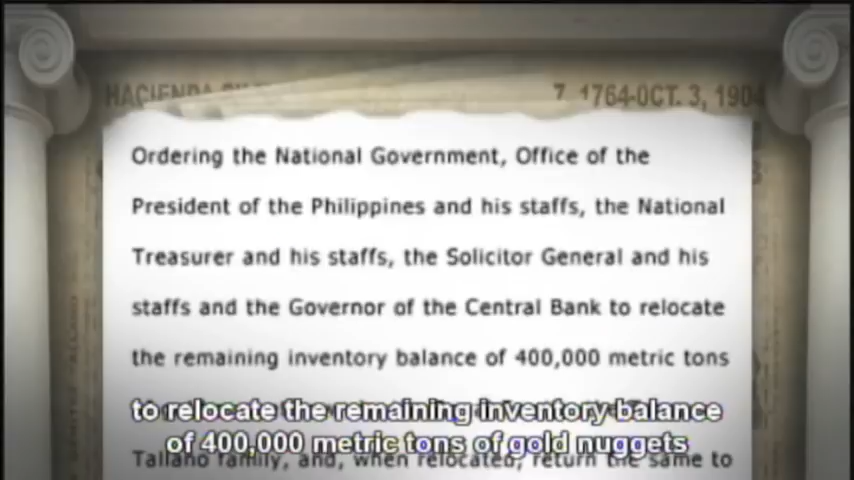 HACIENDA
7, 1764-OCT. 3, 1904
Ordering the National Government, Office of the
President of the Philippines and his staffs, the National
Treasurer and his staffs, the Solicitor General and his
staffs and the Governor of the Central Bank to relocate
the remaining inventory balance of 400,000 metric tons
to relocate the remaining inventory balance
of 400,000 metric tons of gold nuggets
Tallano family, and, when relocated, return the same to